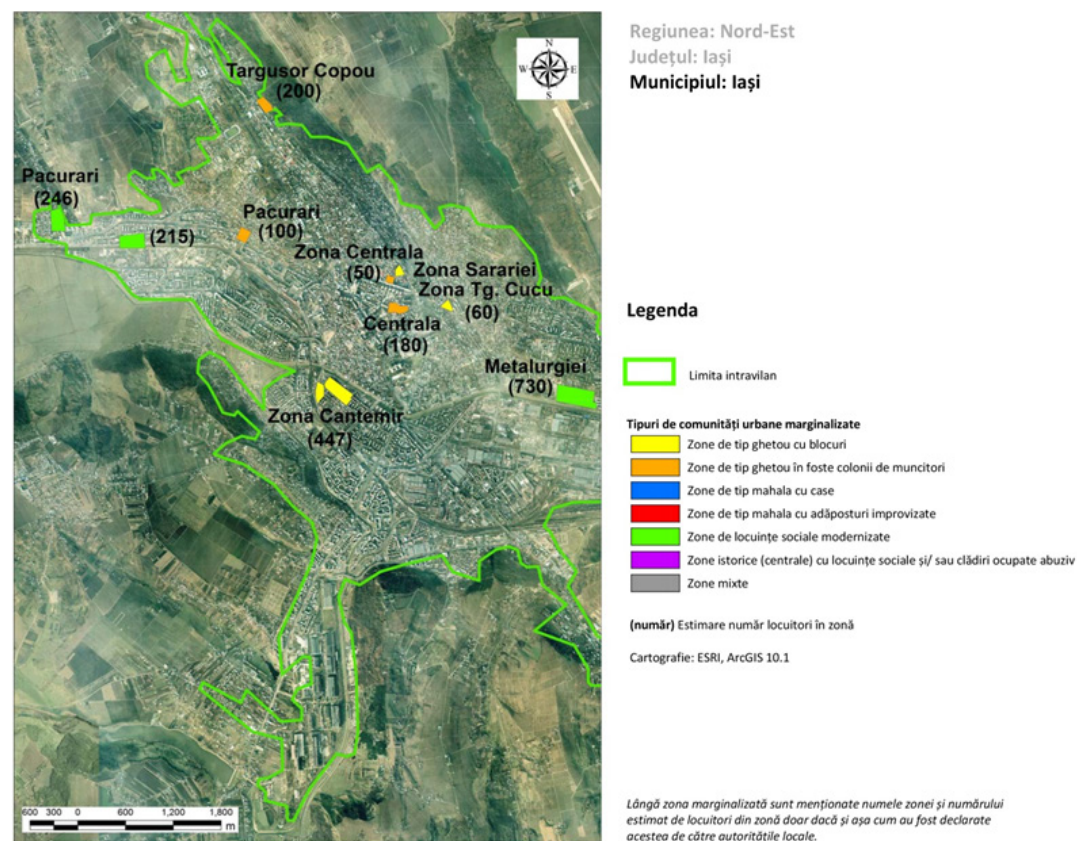 Regiunea: Nord-Est
Județul: Iași
Municipiul: Iași
N
W E
S
Targusor Copou
(200)
Pacurari
(246)
(215)
Pacurari
(100)
Zona Centrala
(50)
Zona Sarariei
Zona Tg. Cucu
(60)
Centrala
(180)
Metalurgiei
(730)
Zona Cantemir
(447)
600 300 0 600 1,200 1,800
m
Legenda
Limita intravilan
Tipuri de comunități urbane marginalizate
Zone de tip ghetou cu blocuri
Zone de tip ghetou în foste colonii de muncitori
Zone de tip mahala cu case
Zone de tip mahala cu adăposturi improvizate
Zone de locuințe sociale modernizate
Zone istorice (centrale) cu locuințe sociale și/ sau clădiri ocupate abuziv
Zone mixte
(număr) Estimare număr locuitori în zonă
Cartografie: ESRI, ArcGIS 10.1
Lângă zona marginalizată sunt menționate numele zonei și numărului
estimat de locuitori din zonă doar dacă și așa cum au fost declarate
acestea de către autoritățile locale.